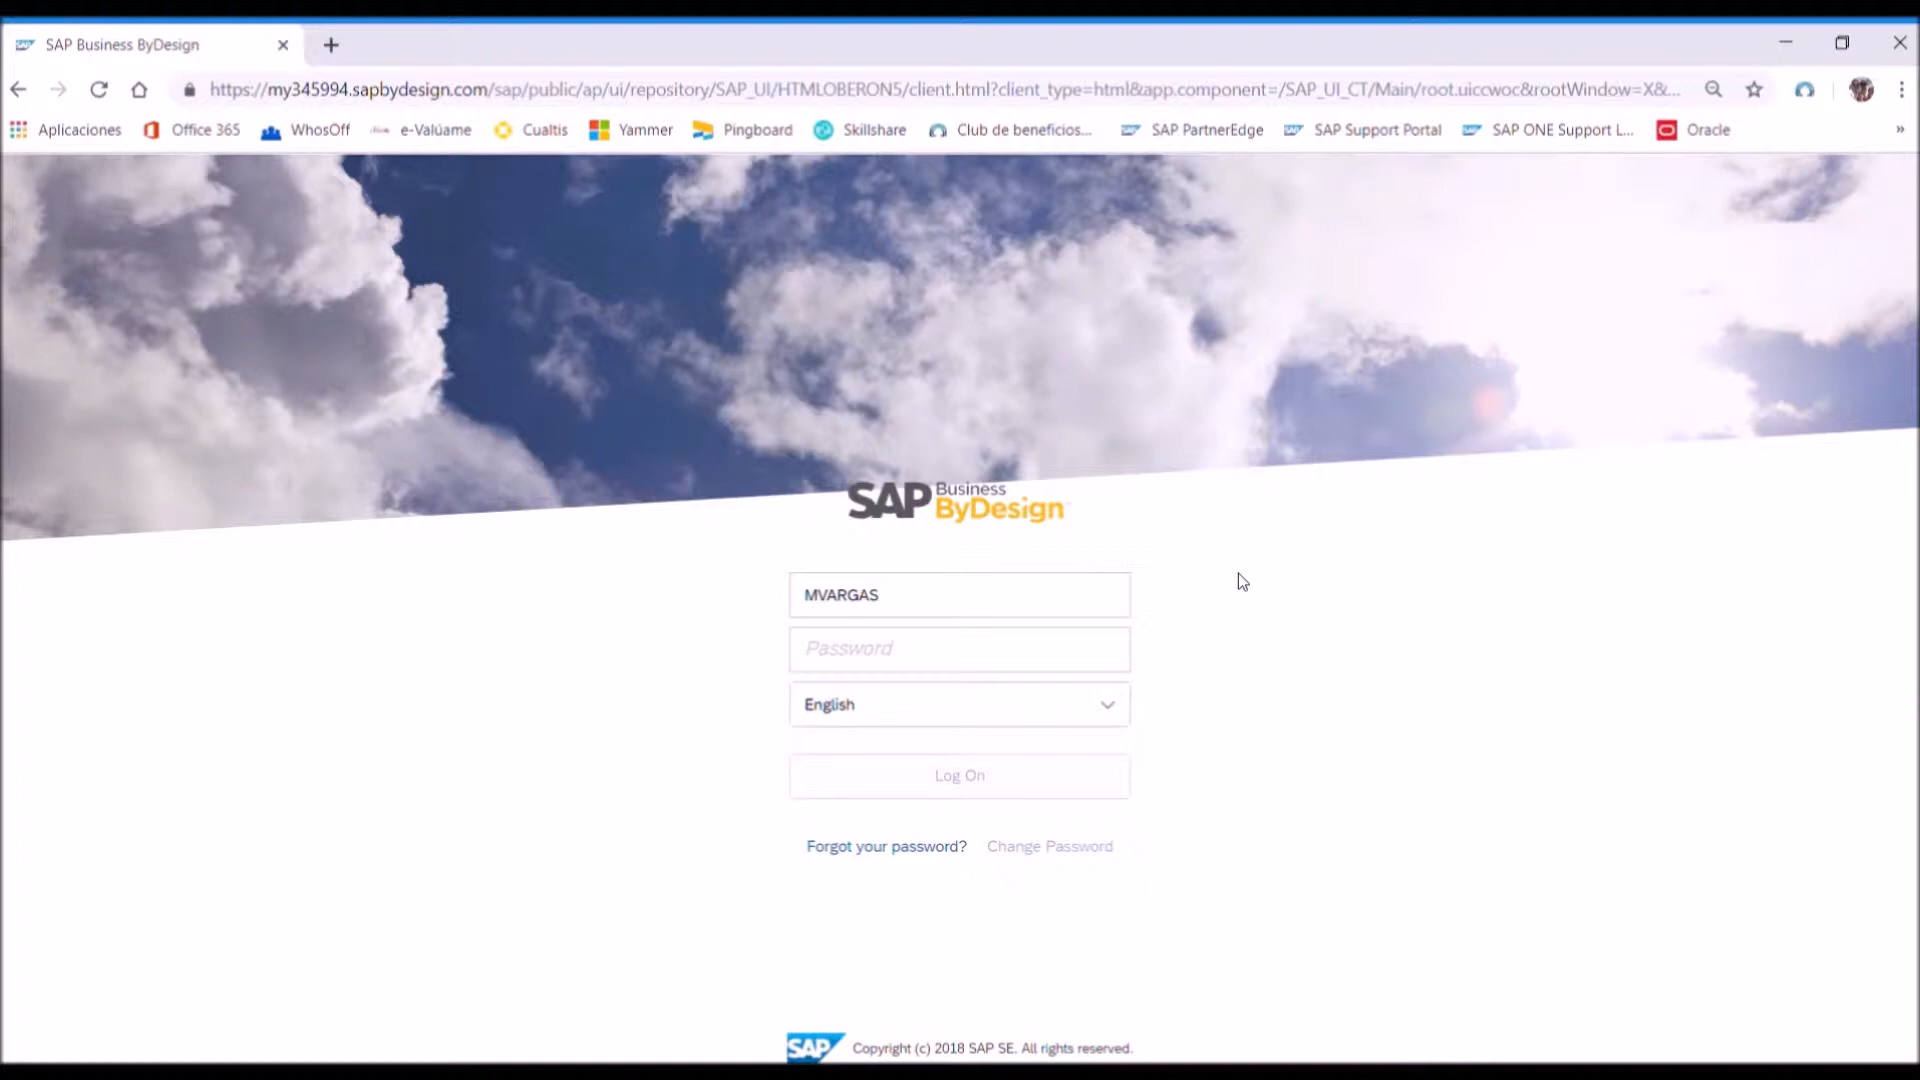 SAP Business ByDesign
https://my345994.sapbydesign.com/sap/public/ap/ui/repository/SAP_UI/HTMLOBERON5/client.html?client_type=html&app.component=/SAP_UI_CT/Main/root.uiccwoc&rootWindow=X&...
Aplicaciones Office 365 WhosOff e-Valúame Cualtis Yammer Pingboard Skillshare Club de beneficios... SAP PartnerEdge SAP Support Portal SAP ONE Support L... Oracle »
SAP Business ByDesign
MVARGAS
Password
English
Log On
Forgot your password? Change Password
SAP Copyright (c) 2018 SAP SE. All rights reserved.